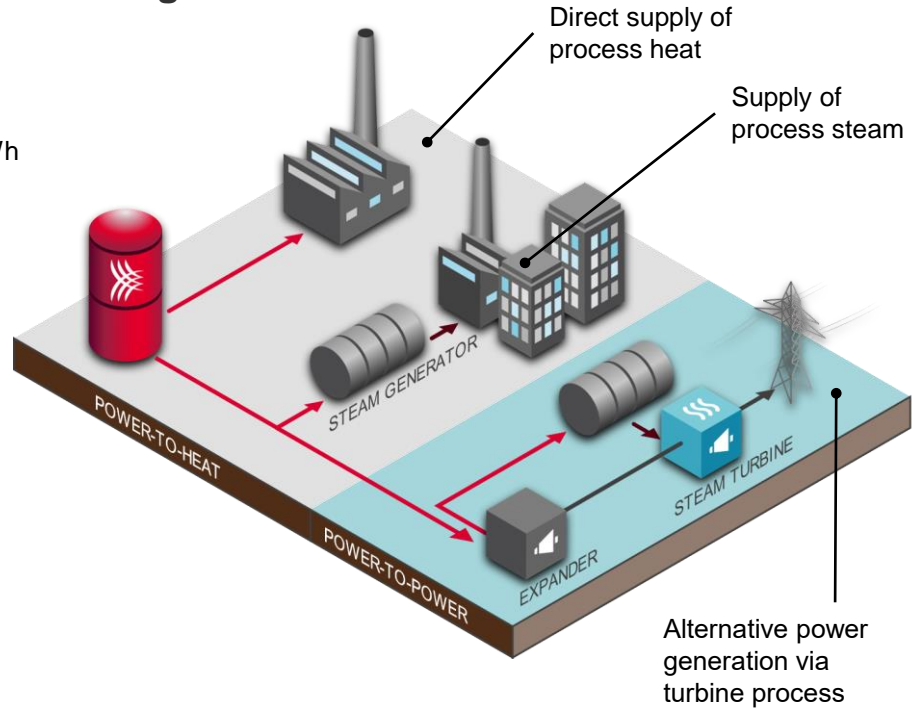 Direct supply of
process heat
Supply of
process steam
STEAM GENERATOR
STEAM TURBINE
EXPANDER
POWER-TO-HEAT
POWER-TO-POWER
Alternative power
generation via
turbine process